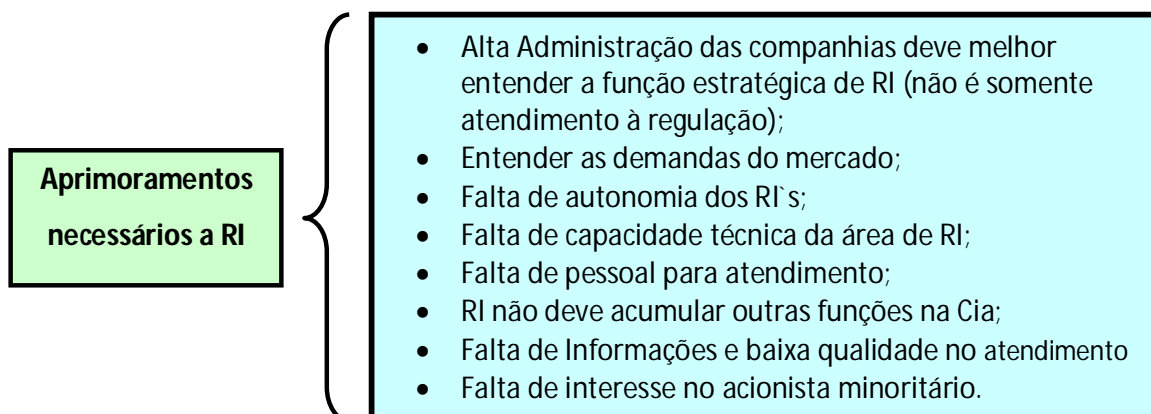 Aprimoramentos
necessários a RI
• Alta Administração das companhias deve melhor
entender a função estratégica de RI (não é somente
atendimento à regulação);
• Entender as demandas do mercado;
• Falta de autonomia dos RI`s;
• Falta de capacidade técnica da área de RI;
• Falta de pessoal para atendimento;
• RI não deve acumular outras funções na Cia;
• Falta de Informações e baixa qualidade no atendimento
• Falta de interesse no acionista minoritário.